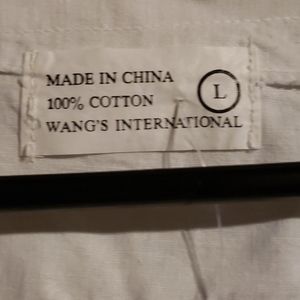 MADE IN CHINA
100% COTTON
WANG'S INTERNATIONAL
L